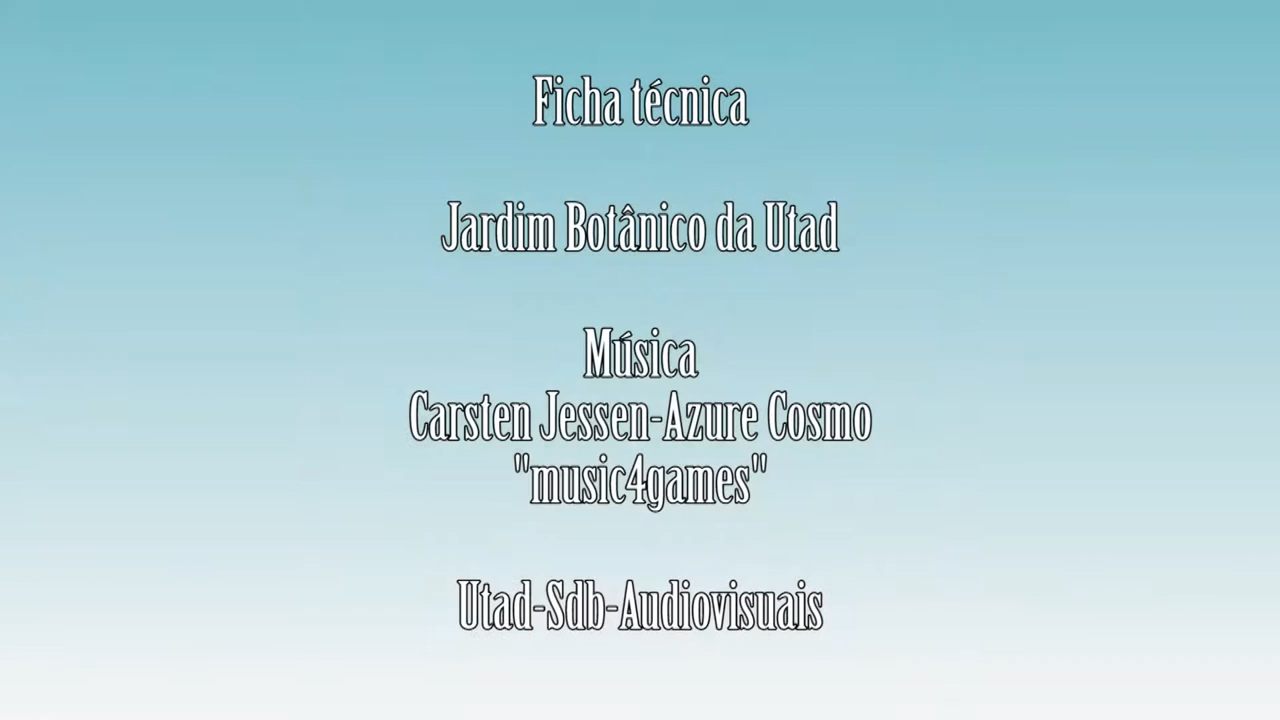 Ficha técnica
Jardim Botânico da Utad
Música
Carsten Jessen-Azure Cosmo
"music4games"
Utad-Sdb-Audiovisuais